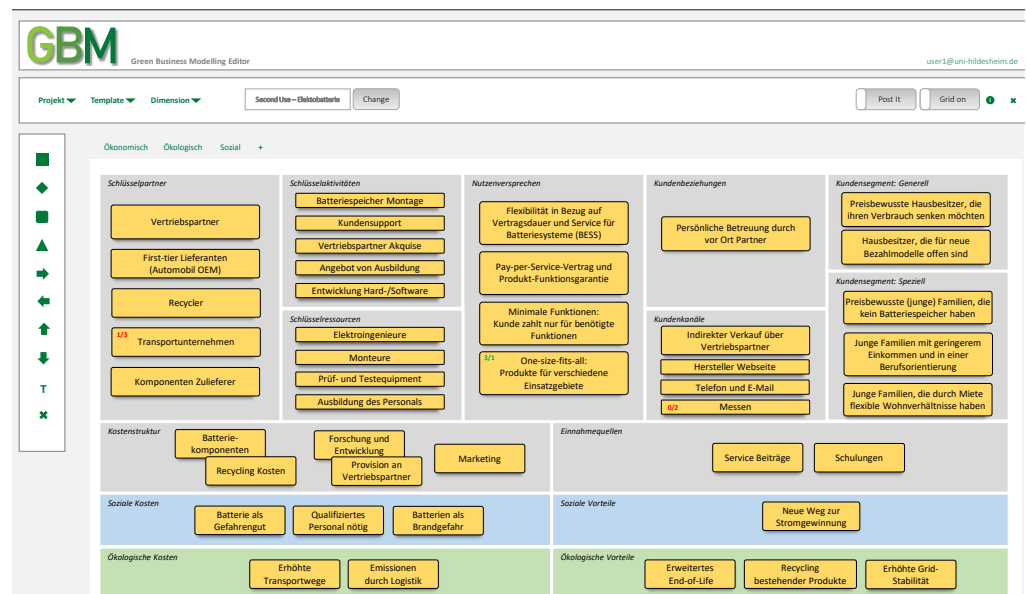 GBM
Green Business Modelling Editor
user1@uni-hildesheim.de
Projekt
Template
Dimension
Second Use – Elektobatterie
Change
Post It
Grid on
Ökonomisch
Ökologisch
Sozial
+
T
Schlüsselpartner
Vertriebspartner
First-tier Lieferanten
(Automobil OEM)
Recycler
1/3
Transportunternehmen
Komponenten Zulieferer
Schlüsselaktivitäten
Batteriespeicher Montage
Kundensupport
Vertriebspartner Akquise
Angebot von Ausbildung
Entwicklung Hard-/Software
Schlüsselressourcen
Elektroingenieure
Monteure
Prüf- und Testequipment
Ausbildung des Personals
Nutzenversprechen
Flexibilität in Bezug auf
Vertragsdauer und Service für
Batteriesysteme (BESS)
Pay-per-Service-Vertrag und
Produkt-Funktionsgarantie
Minimale Funktionen:
Kunde zahlt nur für benötigte
Funktionen
3/1
One-size-fits-all:
Produkte für verschiedene
Einsatzgebiete
Kundenbeziehungen
Persönliche Betreuung durch
vor Ort Partner
Kundenkanäle
Indirekter Verkauf über
Vertriebspartner
Hersteller Webseite
Telefon und E-Mail
0/2
Messen
Kundensegment: Generell
Preisbewusste Hausbesitzer, die
ihren Verbrauch senken möchten
Hausbesitzer, die für neue
Bezahlmodelle offen sind
Kundensegment: Speziell
Preisbewusste (junge) Familien, die
kein Batteriespeicher haben
Junge Familien mit geringerem
Einkommen und in einer
Berufsorientierung
Junge Familien, die durch Miete
flexible Wohnverhältnisse haben
Kostenstruktur
Batterie-
komponenten
Recycling Kosten
Forschung und
Entwicklung
Provision an
Vertriebspartner
Marketing
Einnahmequellen
Service Beiträge
Schulungen
Soziale Kosten
Batterie als
Gefahrengut
Qualifiziertes
Personal nötig
Batterien als
Brandgefahr
Soziale Vorteile
Neue Weg zur
Stromgewinnung
Ökologische Kosten
Erhöhte
Transportwege
Emissionen
durch Logistik
Ökologische Vorteile
Erweitertes
End-of-Life
Recycling
bestehender Produkte
Erhöhte Grid-
Stabilität